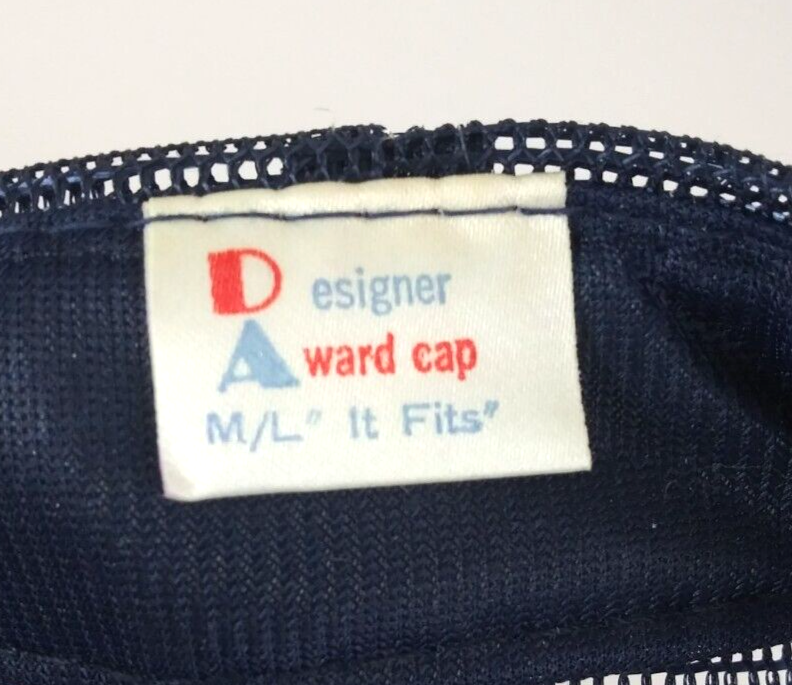 Designer
Award cap
M/L" It Fits"